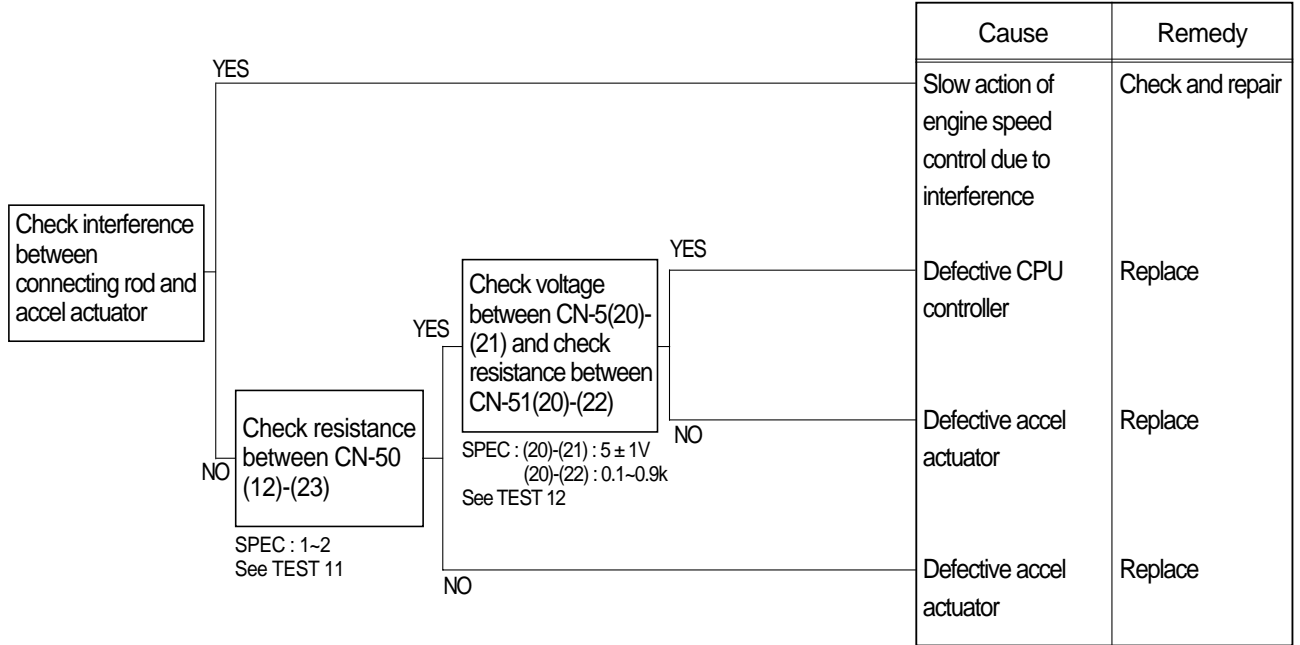 Cause
Remedy
YES
Slow action of
engine speed
control due to
interference
Check and repair
Check interference
between
connecting rod and
accel actuator
YES
Defective CPU
controller
Replace
Check voltage
between CN-5(20)-
(21) and check
resistance between
CN-51(20)-(22)
YES
NO
SPEC : (20)-(21) : 5 ± 1V
(20)-(22) : 0.1~0.9k
See TEST 12
Defective accel
actuator
Replace
Check resistance
between CN-50
(12)-(23)
NO
SPEC : 1~2
See TEST 11
NO
Defective accel
actuator
Replace